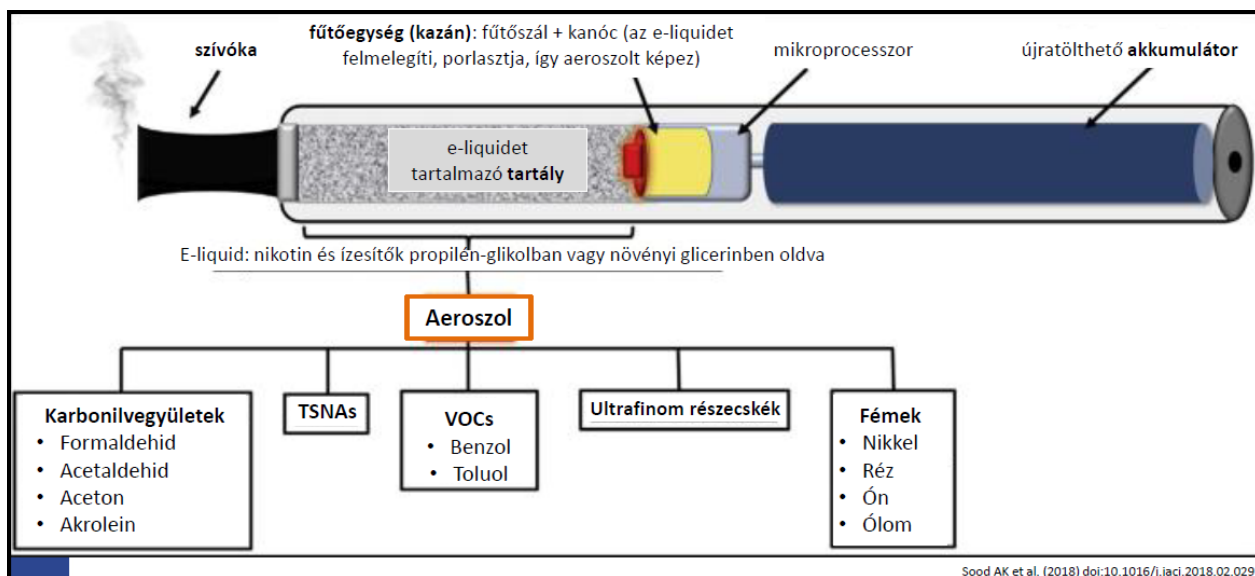 szívóka
fűtőegység (kazán): fűtőszál + kanóc (az e-liquidet
felmelegíti, porlasztja, így aeroszolt képez)
mikroprocesszor
újratölthető akkumulátor
e-liquidet
tartalmazó tartály
E-liquid: nikotin és ízesítők propilén-glikolban vagy növényi glicerinben oldva
Aeroszol
Karbonilvegyületek
• Formaldehid
• Acetaldehid
• Aceton
• Akrolein
TSNAs
VOCs
• Benzol
• Toluol
Ultrafinom részecskék
Fémek
• Nikkel
• Réz
• Ón
• Ólom
Sood AK et al. (2018) doi:10.1016/j.jaci.2018.02.029